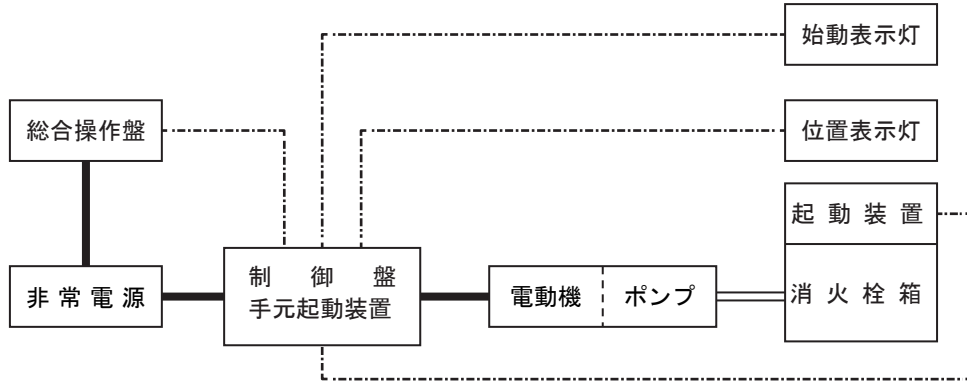 始動表示灯
総合操作盤
位置表示灯
起動装置
非常電源
制御盤
手元起動装置
電動機
ポンプ
消火栓箱